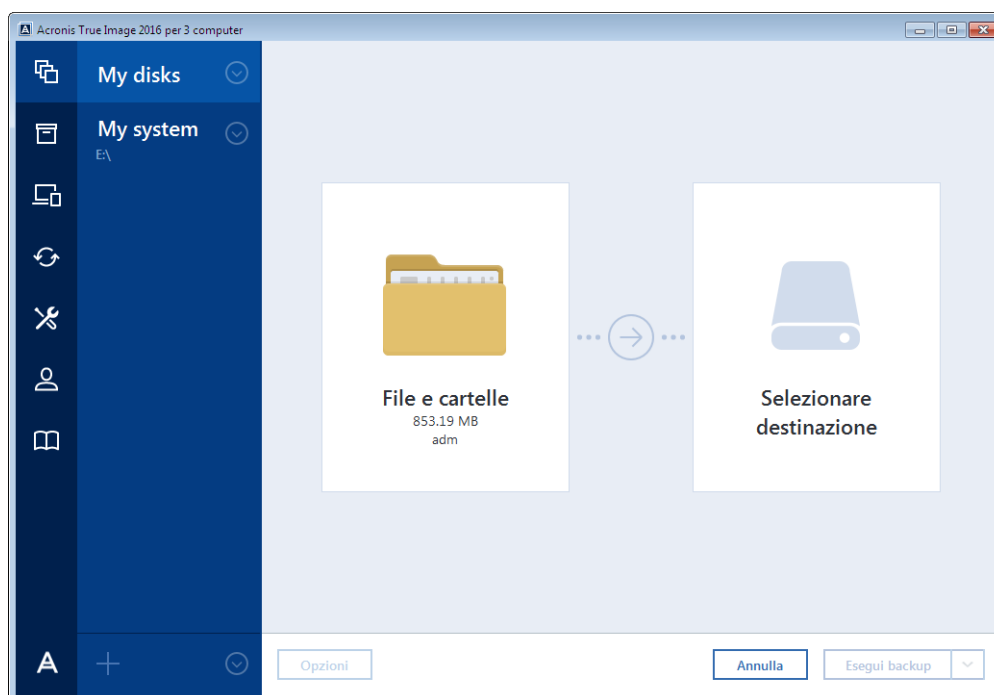 Acronis True Image 2016 per 3 computer
My disks
My system
E:\
File e cartelle
853.19 MB
adm
Selezionare
destinazione
Opzioni
Annulla
Esegui backup